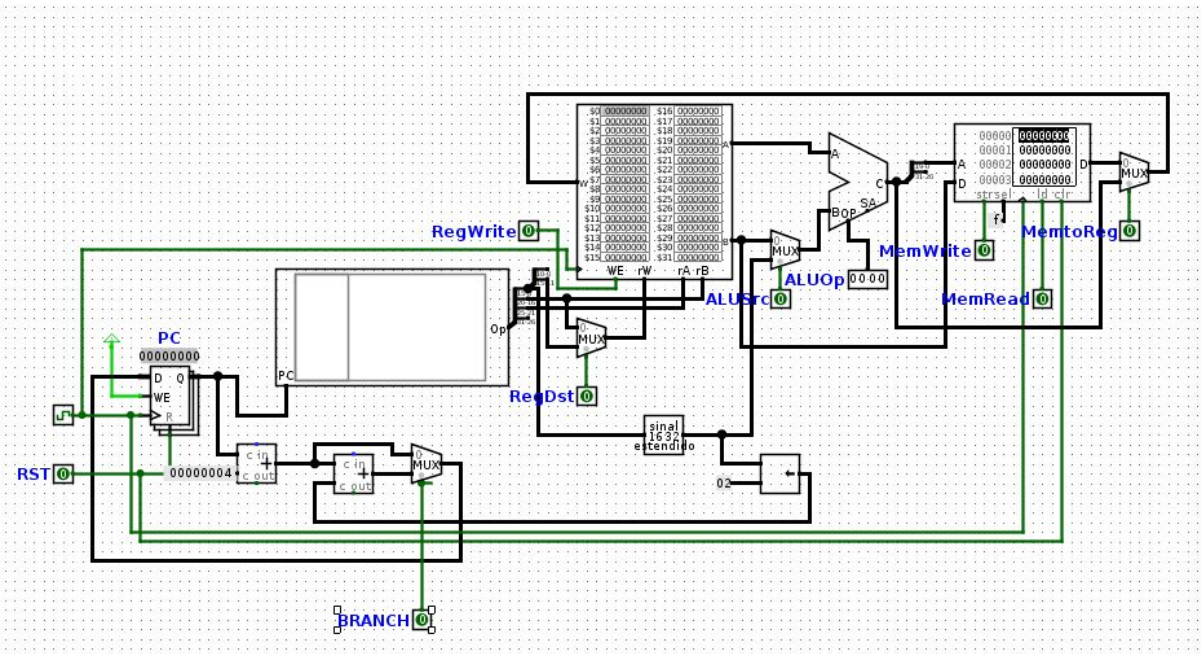 $0 00000000 $16 00000000
$1 00000000 $17 00000000
$2 00000000 $18 00000000
$3 00000000 $19 00000000
$4 00000000 $20 00000000
$5 00000000 $21 00000000
$6 00000000 $22 00000000
$7 00000000 $23 00000000
$8 00000000 $24 00000000
$9 00000000 $25 00000000
$10 00000000 $26 00000000
$11 00000000 $27 00000000
$12 00000000 $28 00000000
$13 00000000 $29 00000000
$14 00000000 $30 00000000
$15 00000000 $31 00000000
W
A
B
WE rW rA rB
RegWrite 0
A
B
OP
SA
C
00000 00000000
00001 00000000
00002 00000000
00003 00000000
A
D
D
str sel ld clr
f
0
MUX
MemtoReg 0
MemWrite 0
MemRead 0
0
MUX
ALUSrc 0
ALUOp 0000
Op
PC
0
MUX
RegDst 0
PC
00000000
D Q
WE
R
RST 0
00000004
c in
+
c out
c in
+
c out
0
MUX
sinal
16 32
estendido
02
BRANCH 0